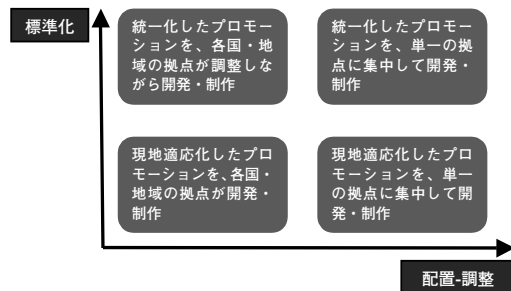 標準化
統一化したプロモー
ションを、各国・地
域の拠点が調整しな
がら開発・制作
統一化したプロモー
ションを、単一の拠
点に集中して開発・
制作
現地適応化したプロ
モーションを、各国・
地域の拠点が開発・
制作
現地適応化したプロ
モーションを、単一
の拠点に集中して開
発・制作
配置-調整